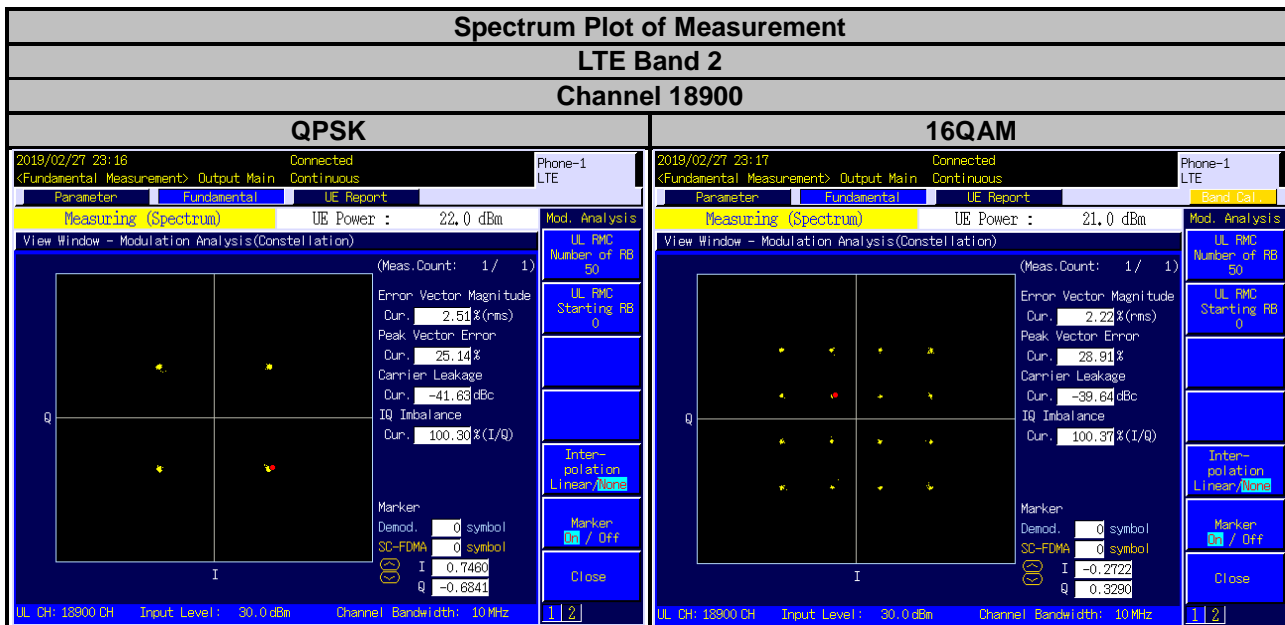 Spectrum Plot of Measurement
LTE Band 2
Channel 18900
QPSK
2019/02/27 23:16 Connected Phone-1
<Fundamental Measurement> Output Main Continuous LTE
Parameter Fundamental UE Report
Measuring (Spectrum) UE Power : 22.0 dBm Mod. Analysis
View Window - Modulation Analysis(Constellation)
UL RMC
Number of RB
50
(Meas.Count: 1/ 1)
Error Vector Magnitude
Cur. 2.51 %(rms)
Peak Vector Error
Cur. 25.14 %
Carrier Leakage
Cur. -41.63 dBc
IQ Imbalance
Cur. 100.30 %(I/Q)
UL RMC
Starting RB
0
Q
Inter-
polation
Linear/None
Marker
Demod. 0 symbol
SC-FDMA 0 symbol
I 0.7460
Q -0.6841
Marker
On / Off
I
Close
UL CH: 18900 CH Input Level: 30.0 dBm Channel Bandwidth: 10 MHz 1 2
16QAM
2019/02/27 23:17 Connected Phone-1
<Fundamental Measurement> Output Main Continuous LTE
Parameter Fundamental UE Report Band Cal.
Measuring (Spectrum) UE Power : 21.0 dBm Mod. Analysis
View Window - Modulation Analysis(Constellation)
UL RMC
Number of RB
50
(Meas.Count: 1/ 1)
Error Vector Magnitude
Cur. 2.22 %(rms)
Peak Vector Error
Cur. 28.91 %
Carrier Leakage
Cur. -39.64 dBc
IQ Imbalance
Cur. 100.37 %(I/Q)
UL RMC
Starting RB
0
Q
Inter-
polation
Linear/None
Marker
Demod. 0 symbol
SC-FDMA 0 symbol
I -0.2722
Q 0.3290
Marker
On / Off
I
Close
UL CH: 18900 CH Input Level: 30.0 dBm Channel Bandwidth: 10 MHz 1 2